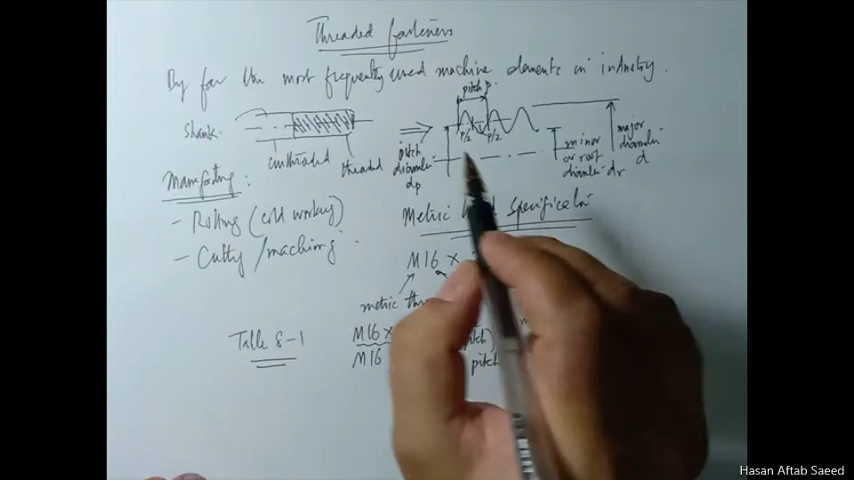 Threaded fasteners
By far the most frequently used machine elements in industry.
pitch p.
shank.
unthreaded
threaded
p/2
p/2
pitch
diameter
dp
minor
or root
diameter dr
major
diameter
d
Manufacturing:
- Rolling (cold working)
- Cutting/machining
Metric specification
M16 ×
metric
Table 8-1
M16 ×
pitch)
M16
pitch
Hasan Aftab Saeed